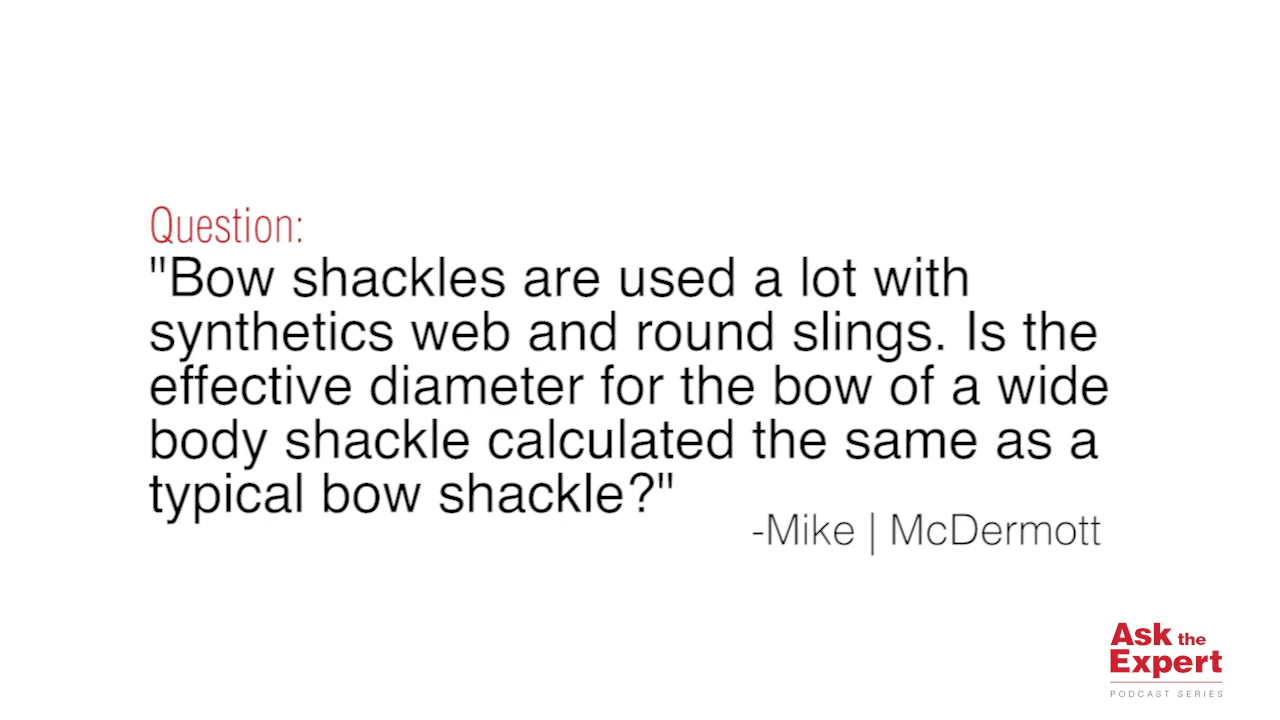 Question:
"Bow shackles are used a lot with
synthetics web and round slings. Is the
effective diameter for the bow of a wide
body shackle calculated the same as a
typical bow shackle?"
-Mike | McDermott
Ask the
Expert
PODCAST SERIES